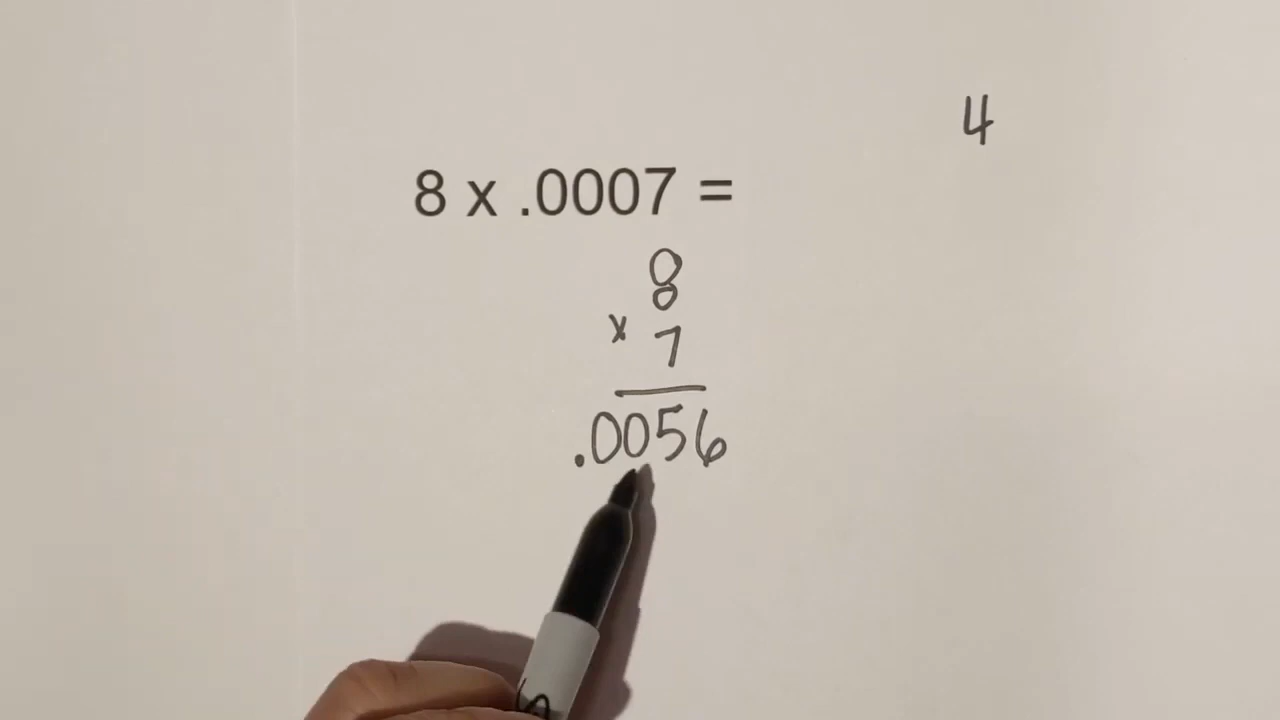 4
8 x .0007 =
8
x 7
.0056